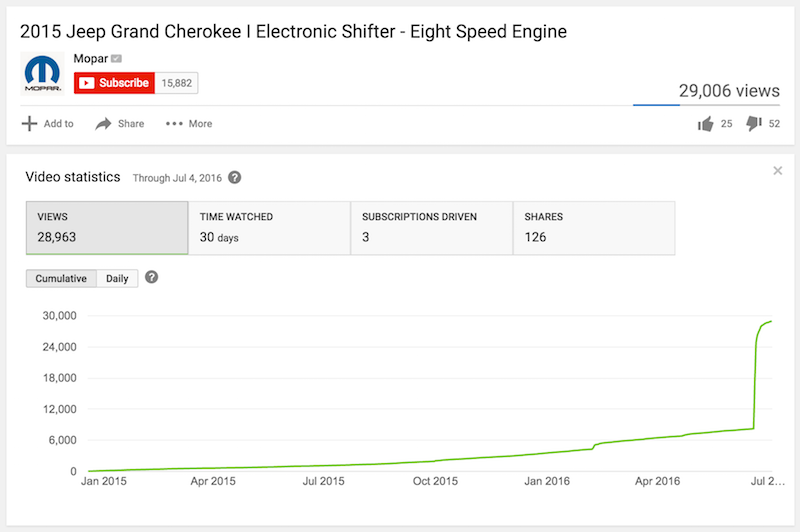 2015 Jeep Grand Cherokee I Electronic Shifter - Eight Speed Engine
MOPAR.
Mopar
Subscribe 15,882
29,006 views
Add to Share More 25 52
Video statistics Through Jul 4, 2016 ?
×
VIEWS TIME WATCHED SUBSCRIPTIONS DRIVEN SHARES
28,963 30 days 3 126
Cumulative Daily ?
30,000
24,000
18,000
12,000
6,000
0
Jan 2015 Apr 2015 Jul 2015 Oct 2015 Jan 2016 Apr 2016 Jul 2...